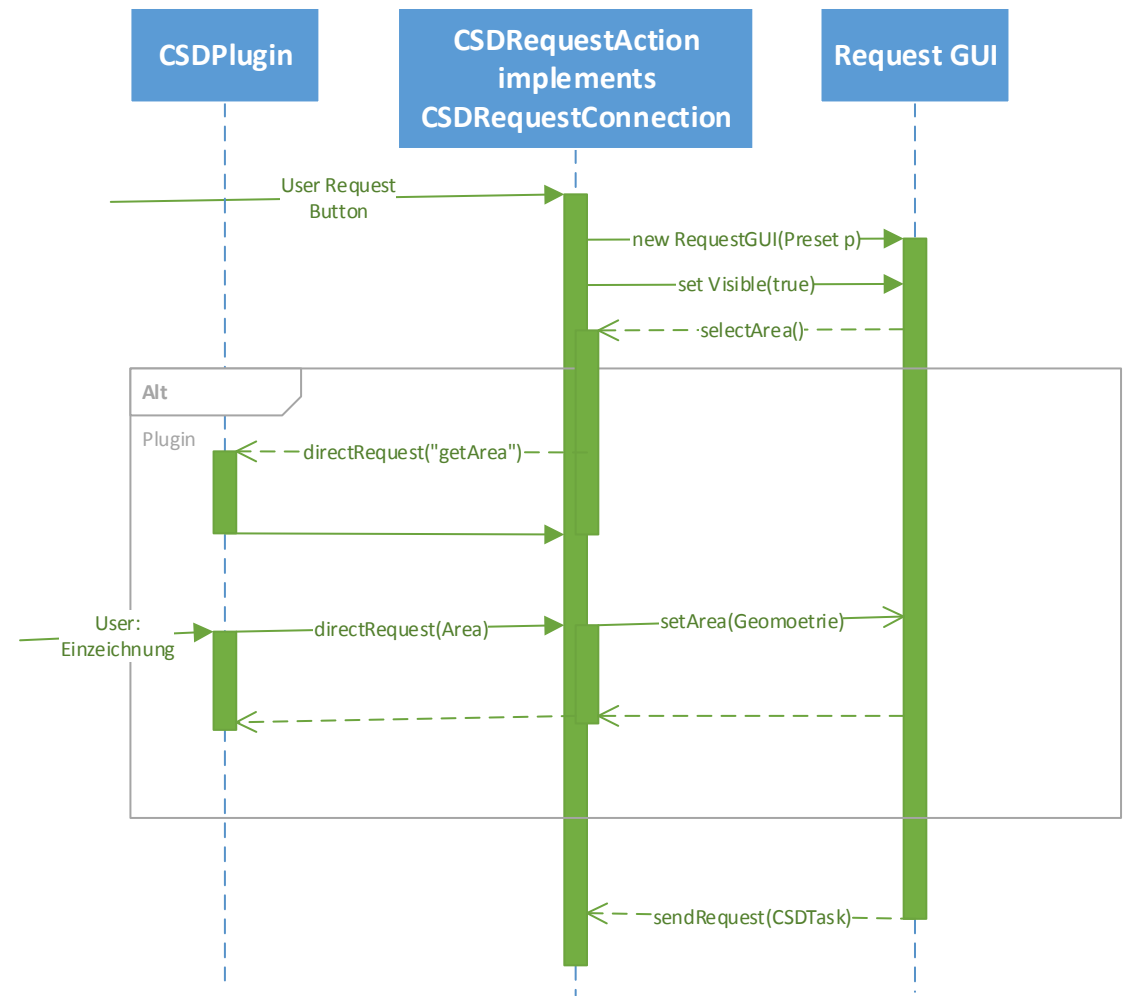 CSDPlugin
CSDRequestAction
implements
CSDRequestConnection
Request GUI
User Request
Button
new RequestGUI(Preset p)
set Visible(true)
selectArea()
Alt
Plugin
directRequest("getArea")
User:
Einzeichnung
directRequest(Area)
setArea(Geomoetrie)
sendRequest(CSDTask)